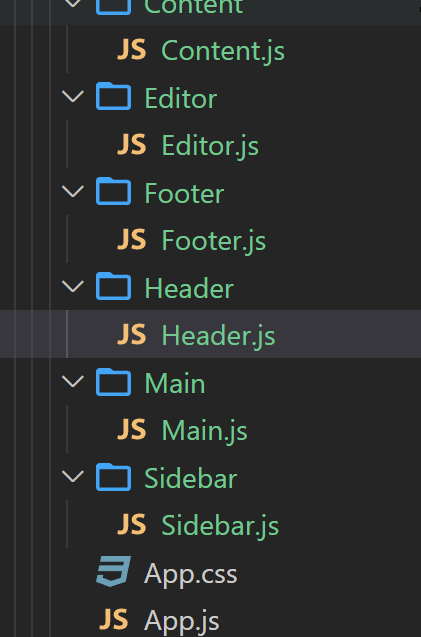 Content
JS Content.js
Editor
JS Editor.js
Footer
JS Footer.js
Header
JS Header.js
Main
JS Main.js
Sidebar
JS Sidebar.js
App.css
JS App.js